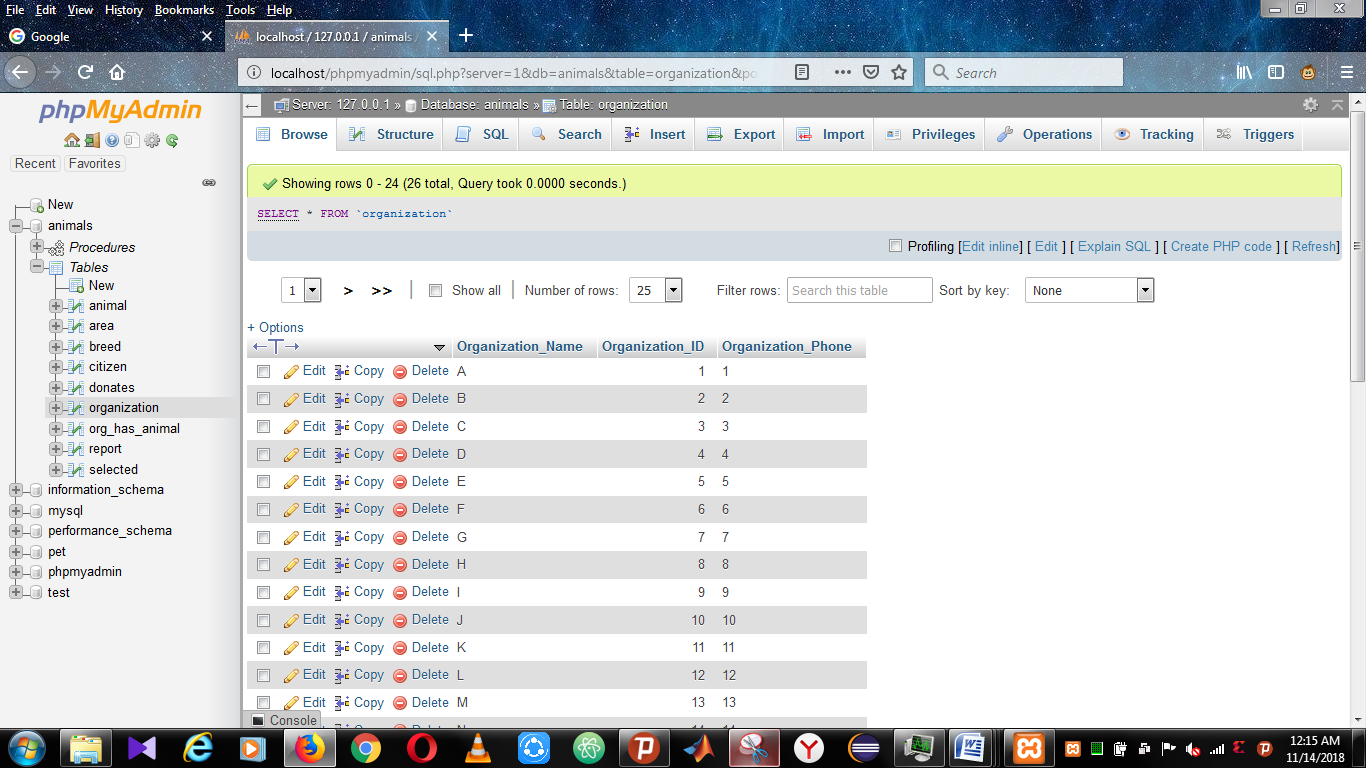 File Edit View History Bookmarks Tools Help
Google
localhost / 127.0.0.1 / animals /
localhost/phpmyadmin/sql.php?server=1&db=animals&table=organization&po
Search
phpMyAdmin
Recent Favorites
New
animals
Procedures
Tables
New
animal
area
breed
citizen
donates
organization
org_has_animal
report
selected
information_schema
mysql
performance_schema
pet
phpmyadmin
test
Server: 127.0.0.1 » Database: animals » Table: organization
Browse Structure SQL Search Insert Export Import Privileges Operations Tracking Triggers
Showing rows 0 - 24 (26 total, Query took 0.0000 seconds.)
SELECT * FROM `organization`
Profiling [Edit inline] [ Edit ] [ Explain SQL ] [ Create PHP code ] [ Refresh]
1 > >> Show all Number of rows: 25 Filter rows: Search this table Sort by key: None
+ Options
←T→ Organization_Name Organization_ID Organization_Phone
Edit Copy Delete A 1 1
Edit Copy Delete B 2 2
Edit Copy Delete C 3 3
Edit Copy Delete D 4 4
Edit Copy Delete E 5 5
Edit Copy Delete F 6 6
Edit Copy Delete G 7 7
Edit Copy Delete H 8 8
Edit Copy Delete I 9 9
Edit Copy Delete J 10 10
Edit Copy Delete K 11 11
Edit Copy Delete L 12 12
Edit Copy Delete M 13 13
Console
12:15 AM
11/14/2018